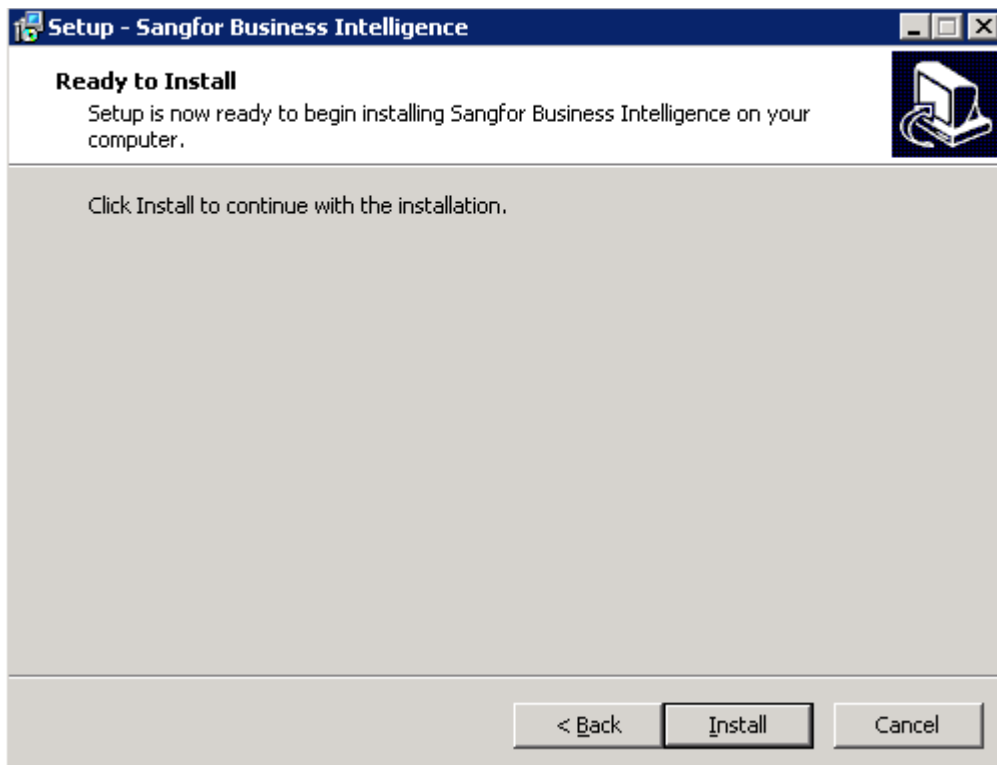 Setup - Sangfor Business Intelligence
Ready to Install
Setup is now ready to begin installing Sangfor Business Intelligence on your
computer.
Click Install to continue with the installation.
< Back
Install
Cancel